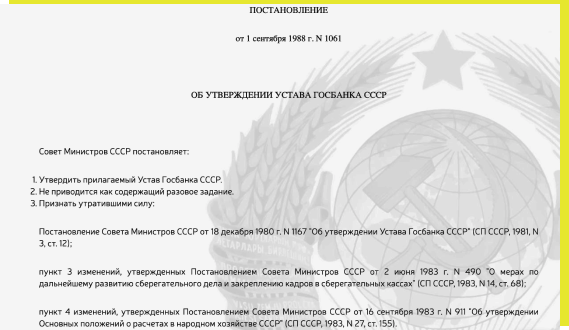 ПОСТАНОВЛЕНИЕ
от 1 сентября 1988 г. N 1061
ОБ УТВЕРЖДЕНИИ УСТАВА ГОСБАНКА СССР
Совет Министров СССР постановляет:
1. Утвердить прилагаемый Устав Госбанка СССР.
2. Не приводится как содержащий разовое задание.
3. Признать утратившими силу:
Постановление Совета Министров СССР от 18 декабря 1980 г. N 1167 "Об утверждении Устава Госбанка СССР" (СП СССР, 1981, N
3, ст. 12);
пункт 3 изменений, утвержденных Постановлением Совета Министров СССР от 2 июня 1983 г. N 490 "О мерах по
дальнейшему развитию сберегательного дела и закреплению кадров в сберегательных кассах" (СП СССР, 1983, N 14, ст. 68);
пункт 4 изменений, утвержденных Постановлением Совета Министров СССР от 16 сентября 1983 г. N 911 "Об утверждении
Основных положений о расчетах в народном хозяйстве СССР" (СП СССР, 1983, N 27, ст. 155).